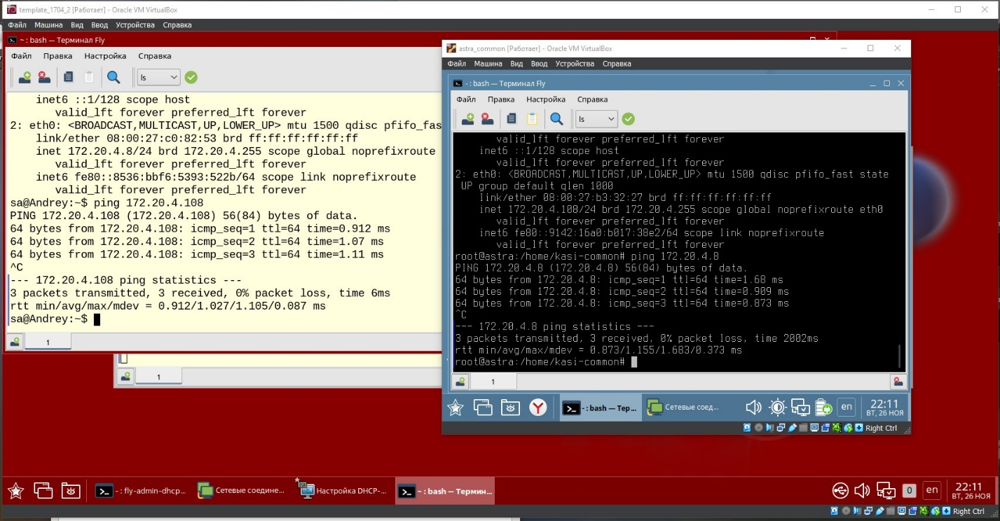 template_1704_2 [Работает] - Oracle VM VirtualBox
Файл Машина Вид Ввод Устройства Справка
~ : bash — Терминал Fly
Файл Правка Настройка Справка
ls
inet6 ::1/128 scope host
valid_lft forever preferred_lft forever
2: eth0: <BROADCAST,MULTICAST,UP,LOWER_UP> mtu 1500 qdisc pfifo_fas
link/ether 08:00:27:c0:82:53 brd ff:ff:ff:ff:ff:ff
inet 172.20.4.8/24 brd 172.20.4.255 scope global noprefixroute
valid_lft forever preferred_lft forever
inet6 fe80::8536:bbf6:5393:522b/64 scope link noprefixroute
valid_lft forever preferred_lft forever
sa@Andrey:~$ ping 172.20.4.108
PING 172.20.4.108 (172.20.4.108) 56(84) bytes of data.
64 bytes from 172.20.4.108: icmp_seq=1 ttl=64 time=0.912 ms
64 bytes from 172.20.4.108: icmp_seq=2 ttl=64 time=1.07 ms
64 bytes from 172.20.4.108: icmp_seq=3 ttl=64 time=1.11 ms
^C
--- 172.20.4.108 ping statistics ---
3 packets transmitted, 3 received, 0% packet loss, time 6ms
rtt min/avg/max/mdev = 0.912/1.027/1.105/0.087 ms
sa@Andrey:~$
1
1
astra_common [Работает] - Oracle VM VirtualBox
Файл Машина Вид Ввод Устройства Справка
- : bash — Терминал Fly
Файл Правка Настройка Справка
ls
valid_lft forever preferred_lft forever
inet6 ::1/128 scope host
valid_lft forever preferred_lft forever
2: eth0: <BROADCAST,MULTICAST,UP,LOWER_UP> mtu 1500 qdisc pfifo_fast state
UP group default qlen 1000
link/ether 08:00:27:b3:32:27 brd ff:ff:ff:ff:ff:ff
inet 172.20.4.108/24 brd 172.20.4.255 scope global noprefixroute eth0
valid_lft forever preferred_lft forever
inet6 fe80::9142:16a0:b017:38e2/64 scope link noprefixroute
valid_lft forever preferred_lft forever
root@astra:/home/kasi-common# ping 172.20.4.8
PING 172.20.4.8 (172.20.4.8) 56(84) bytes of data.
64 bytes from 172.20.4.8: icmp_seq=1 ttl=64 time=1.68 ms
64 bytes from 172.20.4.8: icmp_seq=2 ttl=64 time=0.909 ms
64 bytes from 172.20.4.8: icmp_seq=3 ttl=64 time=0.873 ms
^C
--- 172.20.4.8 ping statistics ---
3 packets transmitted, 3 received, 0% packet loss, time 2002ms
rtt min/avg/max/mdev = 0.873/1.155/1.683/0.373 ms
root@astra:/home/kasi-common#
1
- : bash — Тер... Сетевые соед... en 22:11
ВТ, 26 НОЯ
Right Ctrl
- : fly-admin-dhcp... Сетевые соедине... Настройка DHCP-... ~ : bash — Термин... 0 en 22:11
ВТ, 26 НОЯ
Right Ctrl